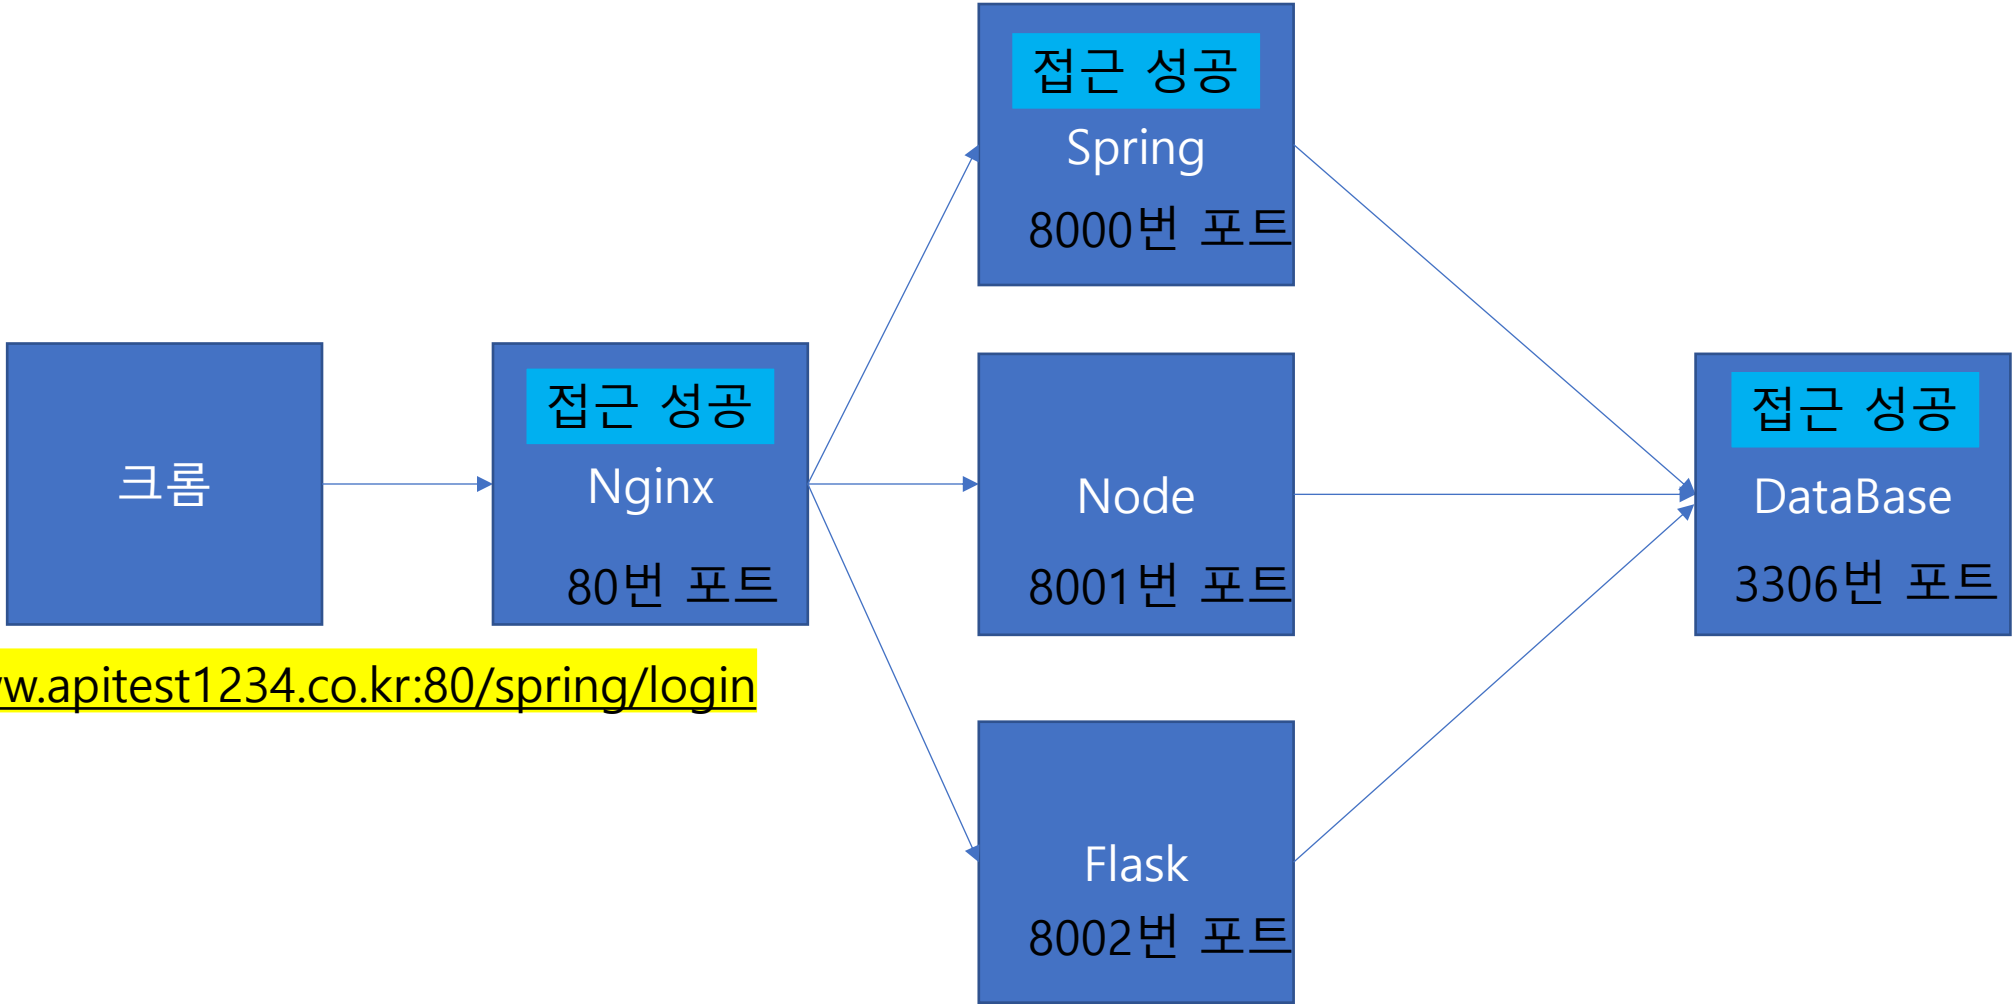 접근 성공
Spring
8000번 포트
크롬
접근 성공
Nginx
80번 포트
Node
8001번 포트
접근 성공
DataBase
3306번 포트
w.apitest1234.co.kr:80/spring/login
Flask
8002번 포트